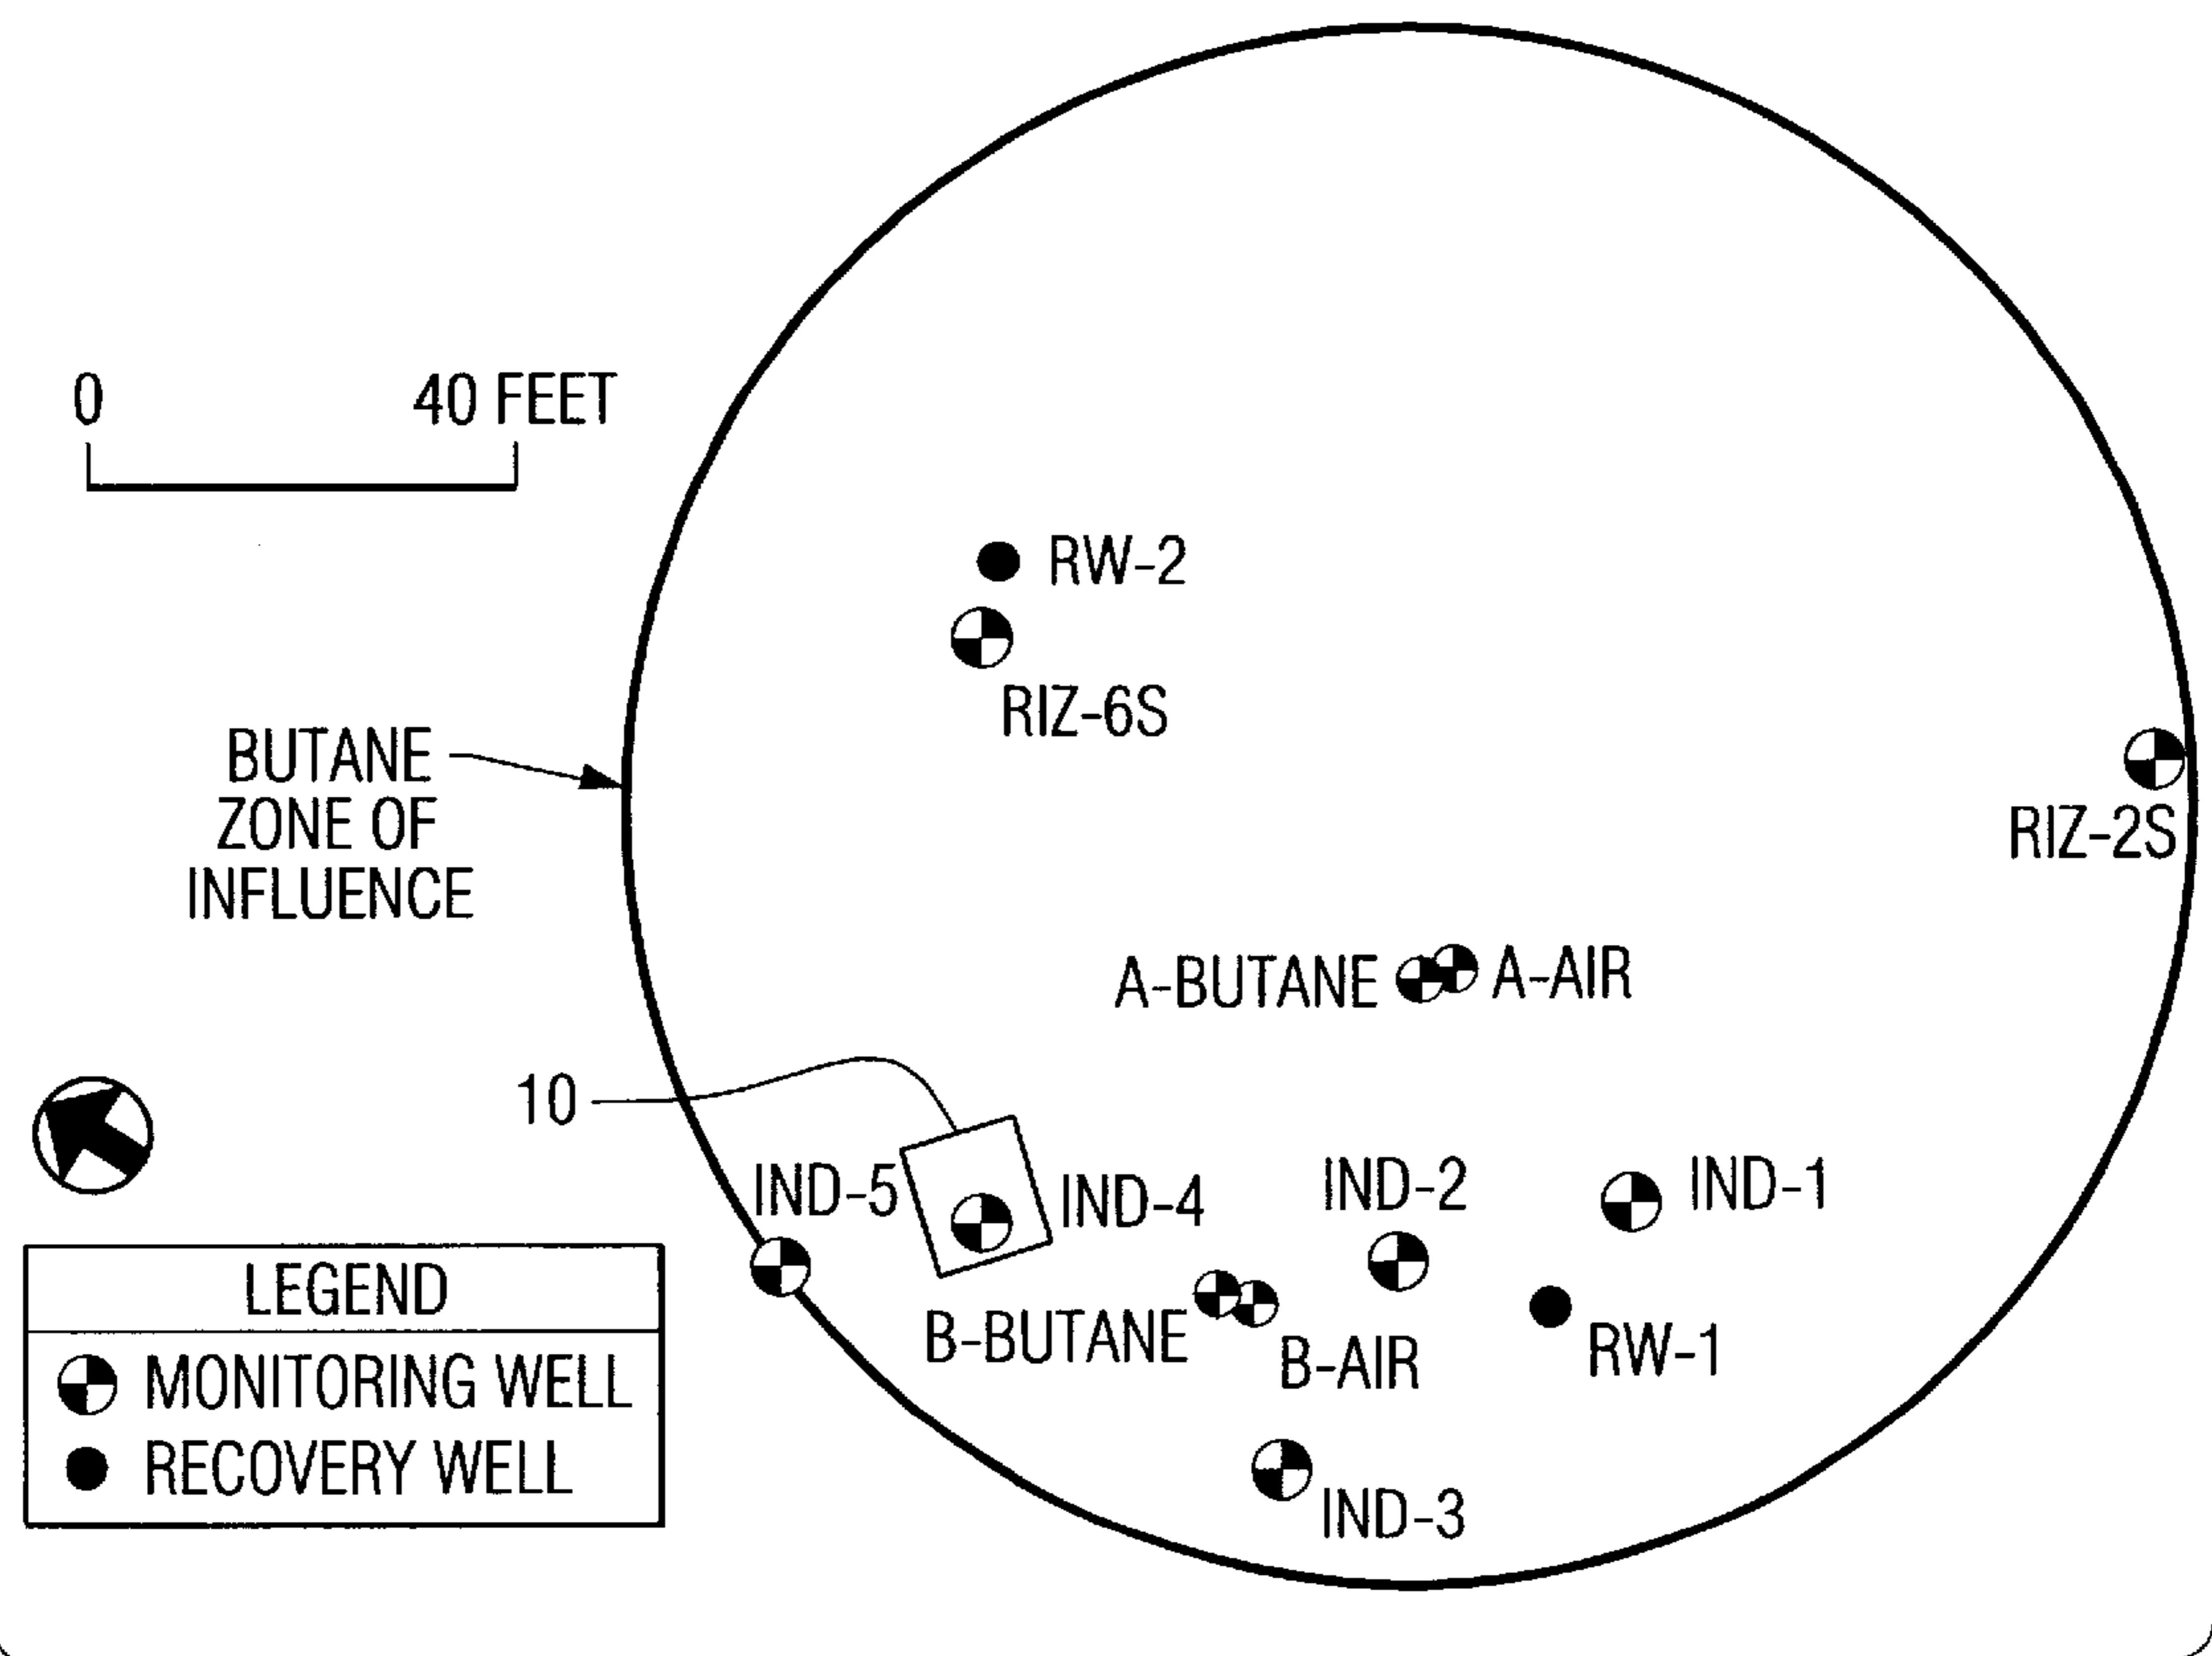 0 40 FEET
RW-2
RIZ-6S
BUTANE
ZONE OF
INFLUENCE
RIZ-2S
A-BUTANE A-AIR
10
IND-5 IND-4 IND-2 IND-1
B-BUTANE B-AIR RW-1
IND-3
LEGEND
MONITORING WELL
RECOVERY WELL